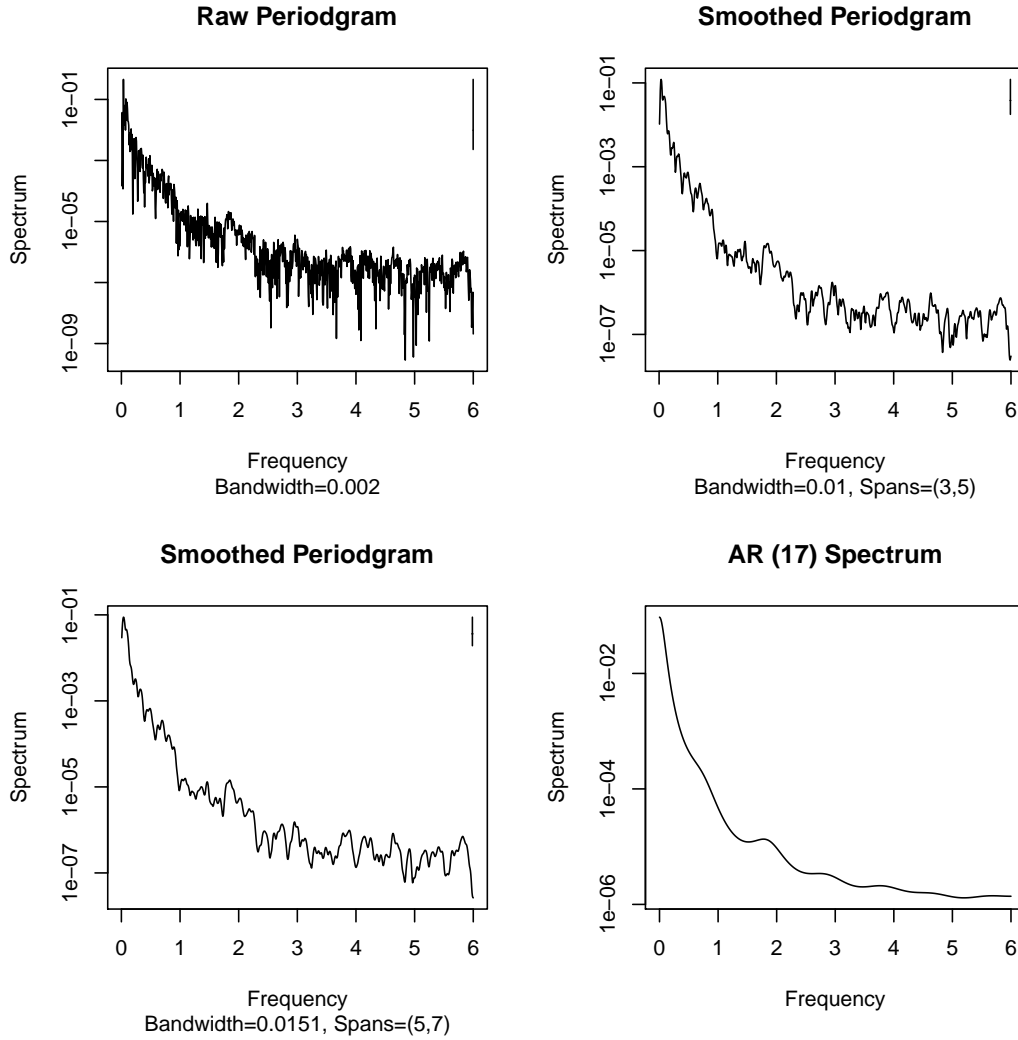 Raw Periodgram
Spectrum
1e-01
1e-05
1e-09
0 1 2 3 4 5 6
Frequency
Bandwidth=0.002
Smoothed Periodgram
Spectrum
1e-01
1e-03
1e-05
1e-07
0 1 2 3 4 5 6
Frequency
Bandwidth=0.01, Spans=(3,5)
Smoothed Periodgram
Spectrum
1e-01
1e-03
1e-05
1e-07
0 1 2 3 4 5 6
Frequency
Bandwidth=0.0151, Spans=(5,7)
AR (17) Spectrum
Spectrum
1e-02
1e-04
1e-06
0 1 2 3 4 5 6
Frequency